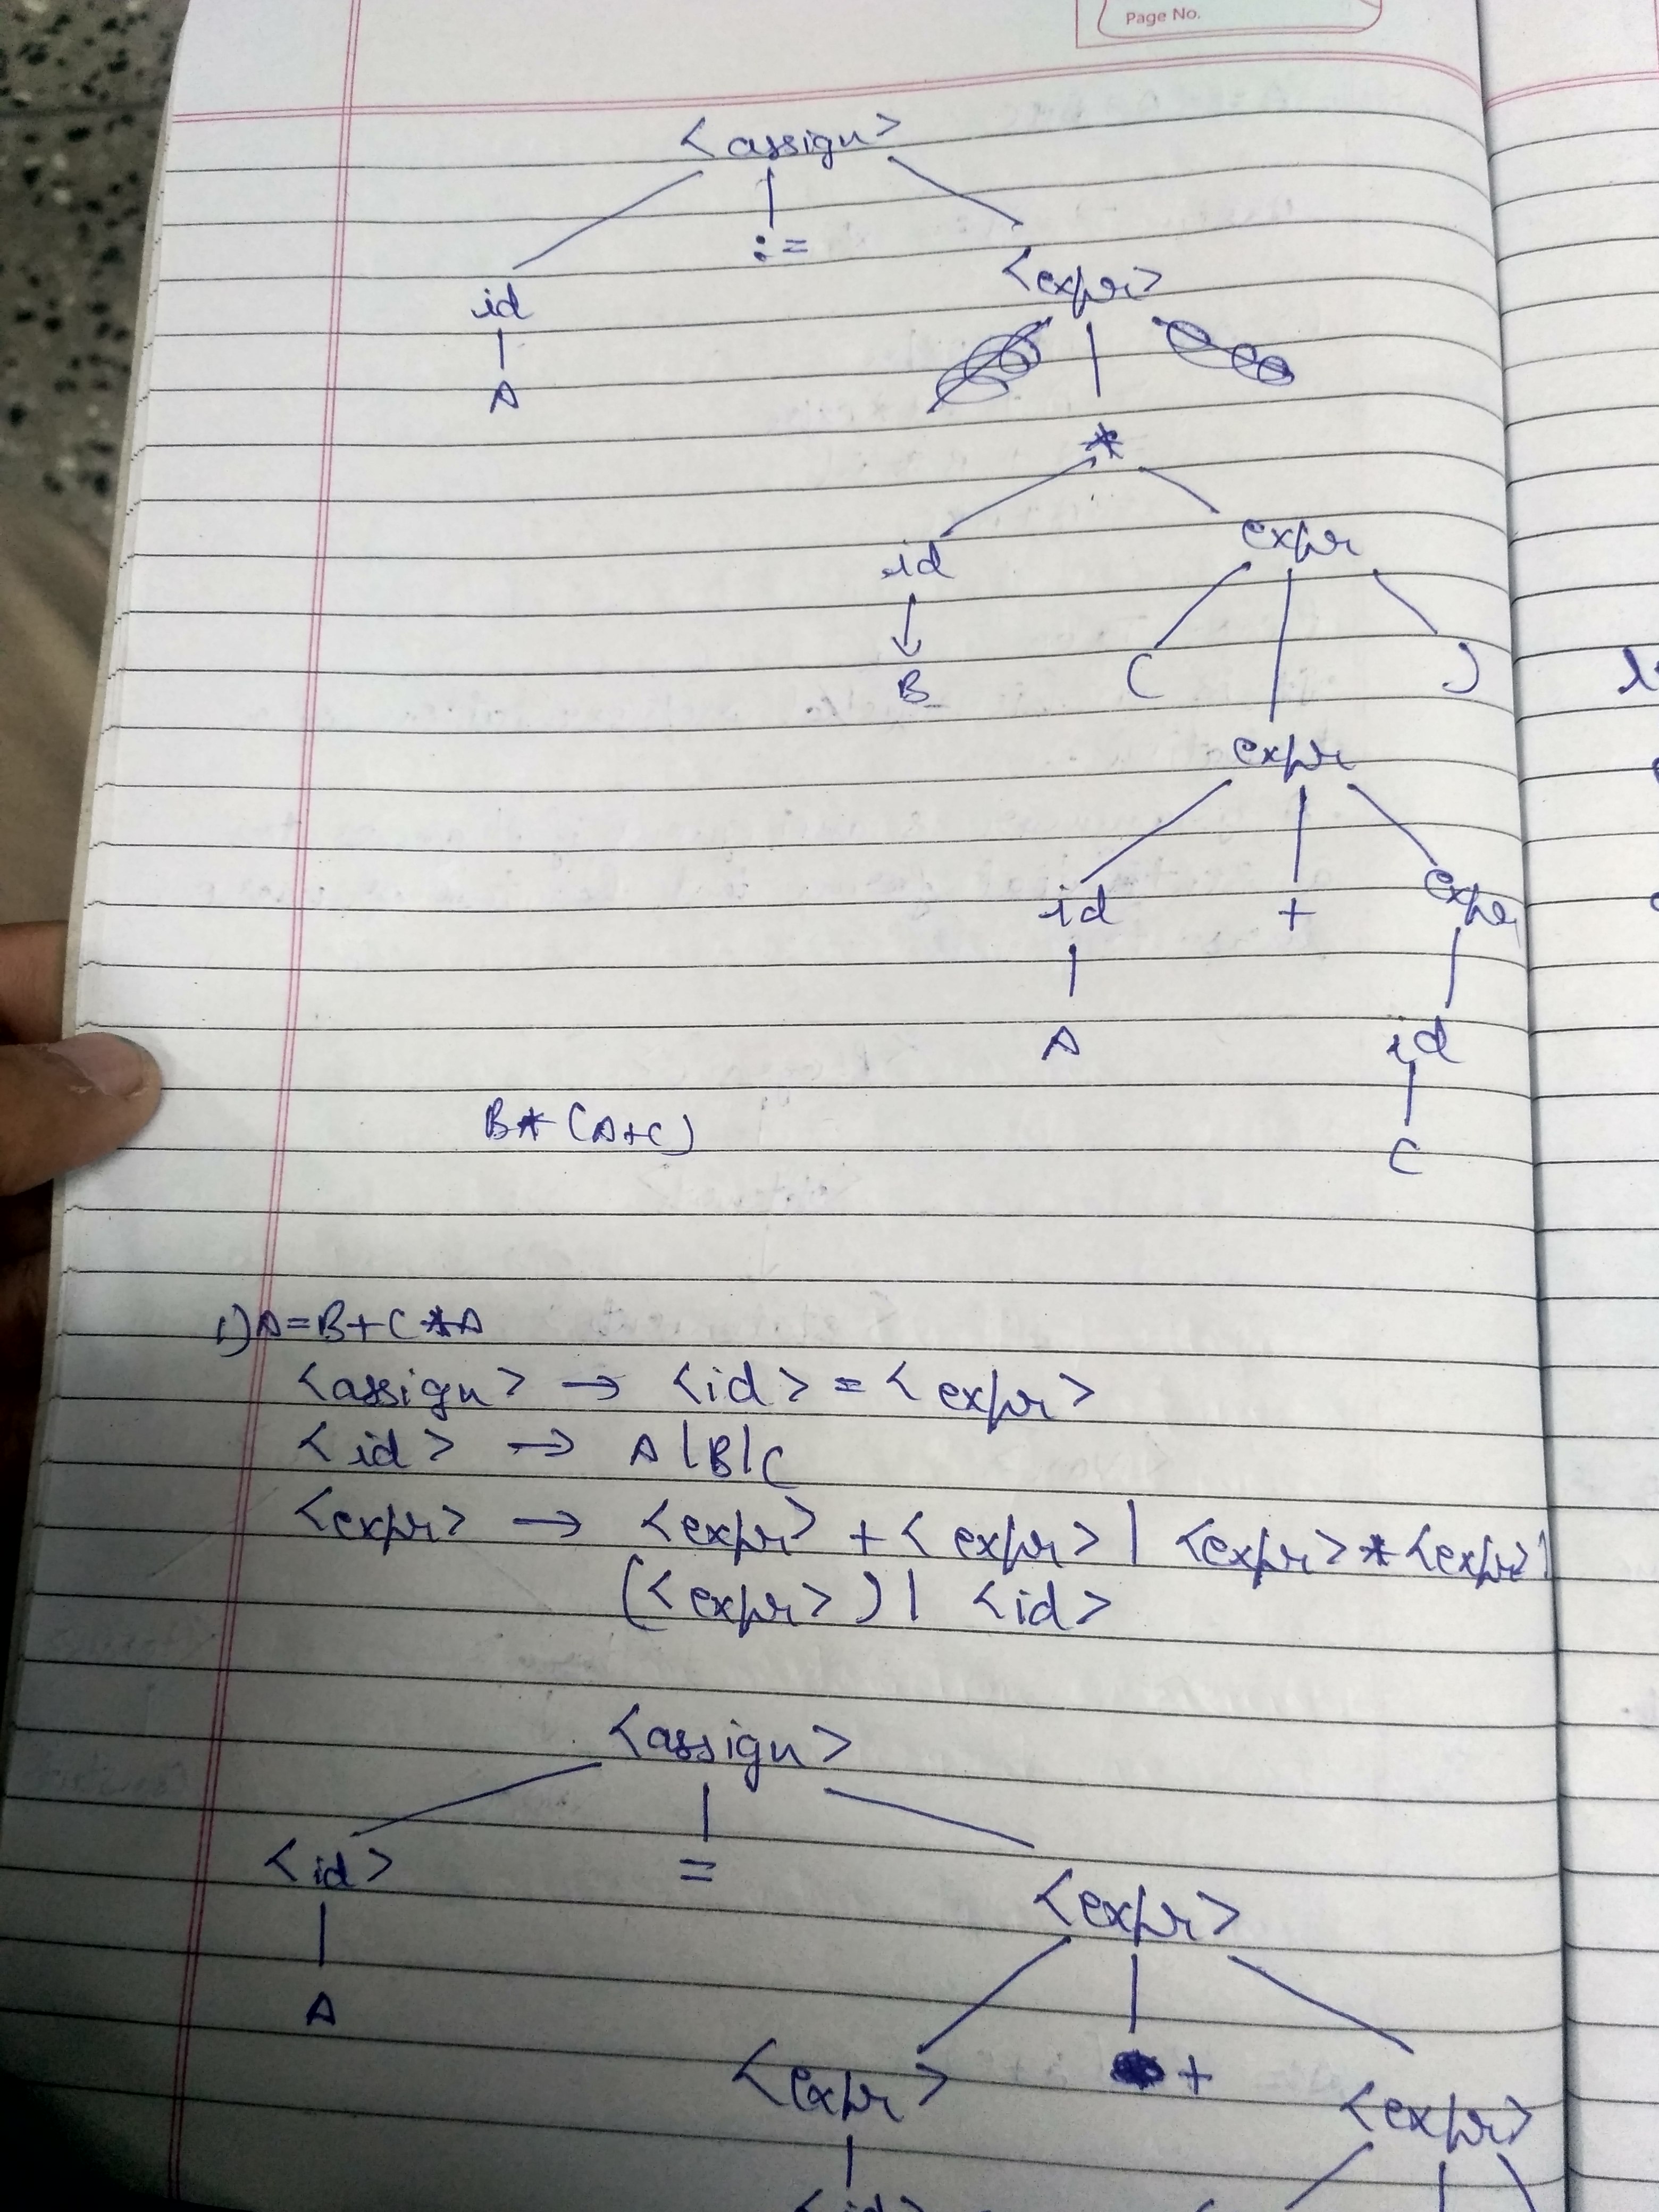 Page No.
<assign>
:=
id
<expr>
A
*
id
expr
B
( )
expr
id + expr
A
id
C
B*(A+C)
1) A=B+C*A
<assign> → <id> = <expr>
<id> → A|B|C
<expr> → <expr> + <expr> | <expr> * <expr> |
(<expr>) | <id>
<assign>
<id> = <expr>
A
<expr> + <expr>